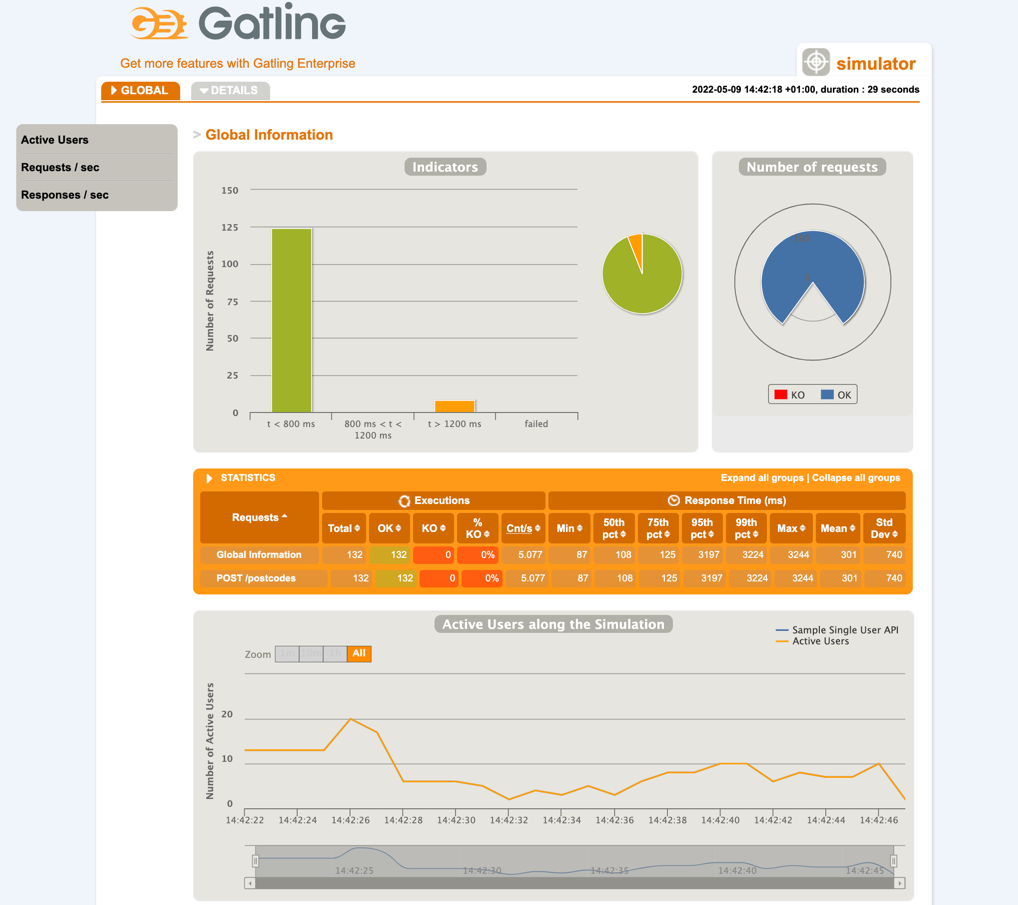 Gatling
Get more features with Gatling Enterprise
simulator
GLOBAL
DETAILS
2022-05-09 14:42:18 +01:00, duration : 29 seconds
Active Users
Requests / sec
Responses / sec
> Global Information
Indicators
150
125
100
75
50
25
0
Number of Requests
t < 800 ms
800 ms < t <
1200 ms
t > 1200 ms
failed
Number of requests
KO
OK
STATISTICS
Expand all groups | Collapse all groups
Requests
Executions
Response Time (ms)
Total OK KO % KO Cnt/s Min 50th pct 75th pct 95th pct 99th pct Max Mean Std Dev
Global Information 132 132 0 0% 5.077 87 108 125 3197 3224 3244 301 740
POST /postcodes 132 132 0 0% 5.077 87 108 125 3197 3224 3244 301 740
Active Users along the Simulation
Sample Single User API
Active Users
Zoom All
Number of Active Users
20
10
0
14:42:22 14:42:24 14:42:26 14:42:28 14:42:30 14:42:32 14:42:34 14:42:36 14:42:38 14:42:40 14:42:42 14:42:44 14:42:46
14:42:25 14:42:30 14:42:35 14:42:40 14:42:45